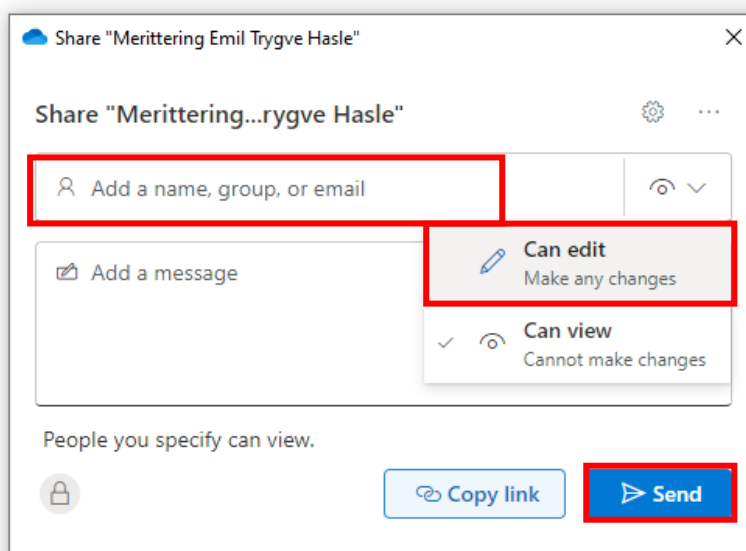 Share "Merittering Emil Trygve Hasle"
Share "Merittering...rygve Hasle"
Add a name, group, or email
Can edit
Make any changes
Add a message
Can view
Cannot make changes
People you specify can view.
Copy link
Send